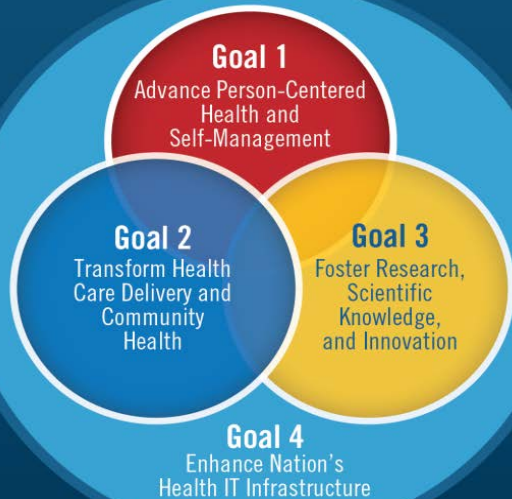 Goal 1
Advance Person-Centered
Health and
Self-Management
Goal 2
Transform Health
Care Delivery and
Community
Health
Goal 3
Foster Research,
Scientific
Knowledge,
and Innovation
Goal 4
Enhance Nation's
Health IT Infrastructure